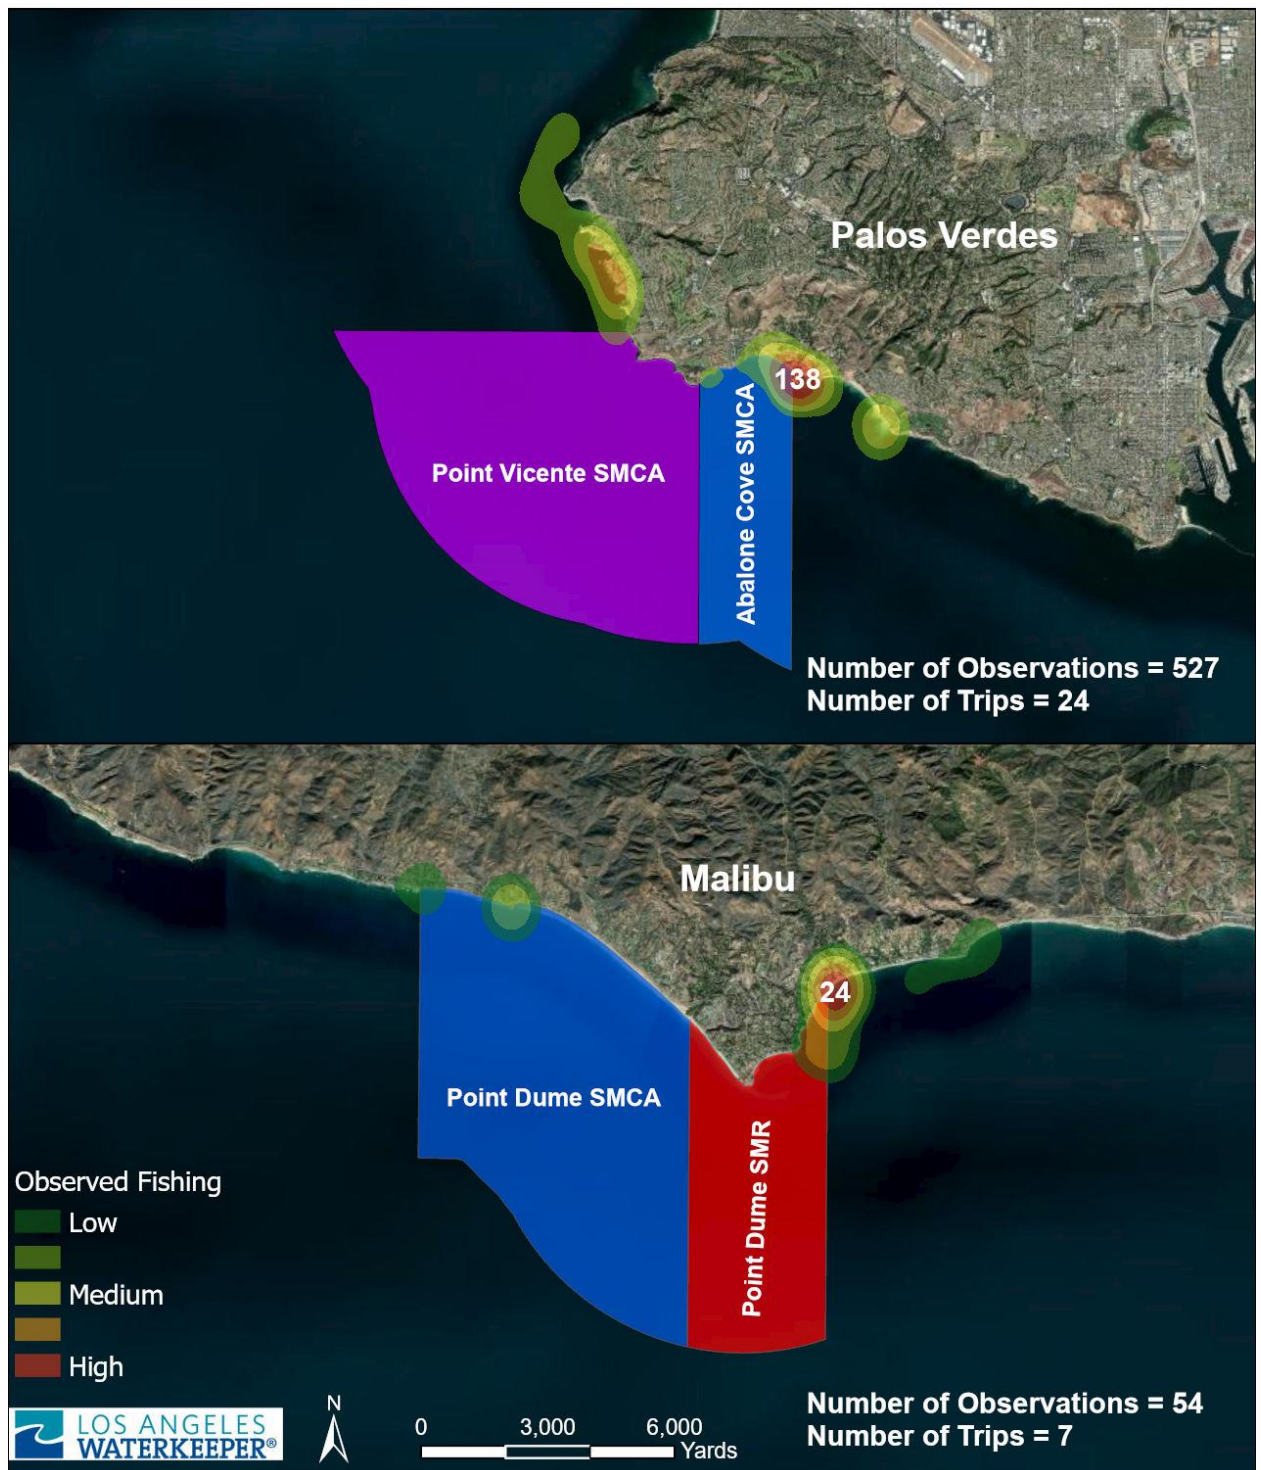 Palos Verdes
138
Point Vicente SMCA
Abalone Cove SMCA
Number of Observations = 527
Number of Trips = 24
Malibu
24
Point Dume SMCA
Point Dume SMR
Observed Fishing
Low
Medium
High
LOS ANGELES
WATERKEEPER®
N
0 3,000 6,000
Yards
Number of Observations = 54
Number of Trips = 7